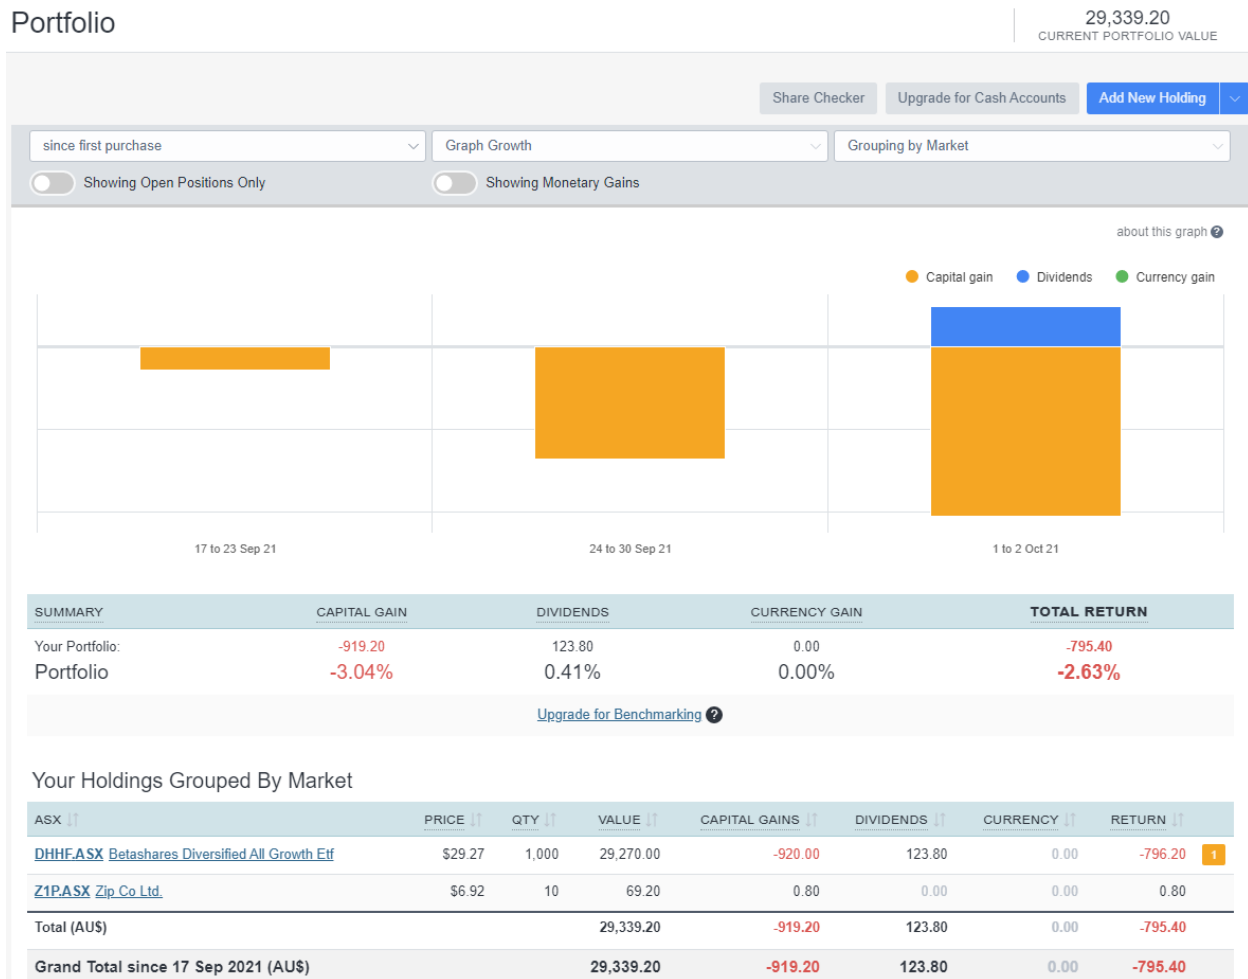 Portfolio
29,339.20
CURRENT PORTFOLIO VALUE
Share Checker Upgrade for Cash Accounts Add New Holding
since first purchase Graph Growth Grouping by Market
Showing Open Positions Only Showing Monetary Gains
about this graph ?
Capital gain Dividends Currency gain
17 to 23 Sep 21 24 to 30 Sep 21 1 to 2 Oct 21
SUMMARY CAPITAL GAIN DIVIDENDS CURRENCY GAIN TOTAL RETURN
Your Portfolio: -919.20 123.80 0.00 -795.40
Portfolio -3.04% 0.41% 0.00% -2.63%
Upgrade for Benchmarking ?
Your Holdings Grouped By Market
ASX PRICE QTY VALUE CAPITAL GAINS DIVIDENDS CURRENCY RETURN
DHHF.ASX Betashares Diversified All Growth Etf $29.27 1,000 29,270.00 -920.00 123.80 0.00 -796.20 1
Z1P.ASX Zip Co Ltd. $6.92 10 69.20 0.80 0.00 0.00 0.80
Total (AU$) 29,339.20 -919.20 123.80 0.00 -795.40
Grand Total since 17 Sep 2021 (AU$) 29,339.20 -919.20 123.80 0.00 -795.40